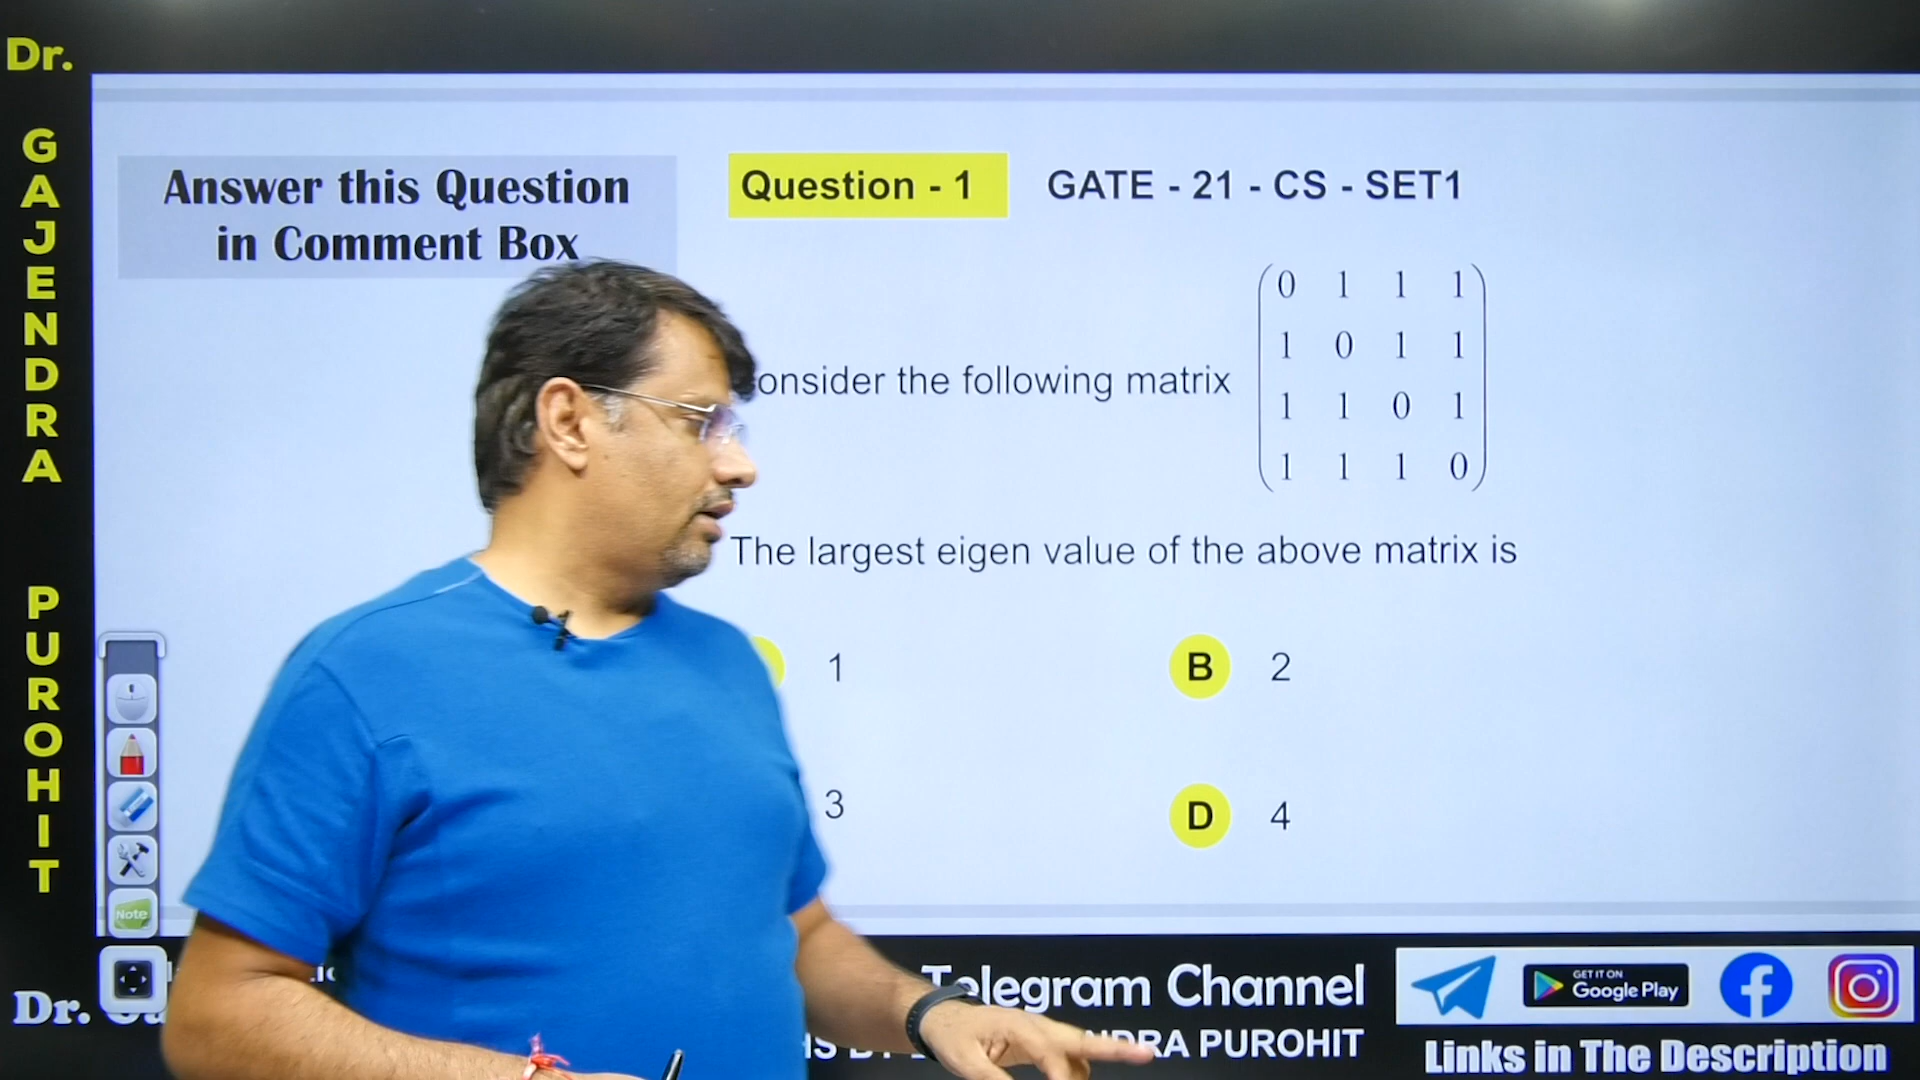 Dr.
GAJENDRA
PUROHIT
Answer this Question
in Comment Box
Question - 1
GATE - 21 - CS - SET1
0 1 1 1
1 0 1 1
1 1 0 1
1 1 1 0
onsider the following matrix
The largest eigen value of the above matrix is
1
B 2
3
D 4
Note
Dr.
Telegram Channel
NDRA PUROHIT
GET IT ON
Google Play
Links in The Description